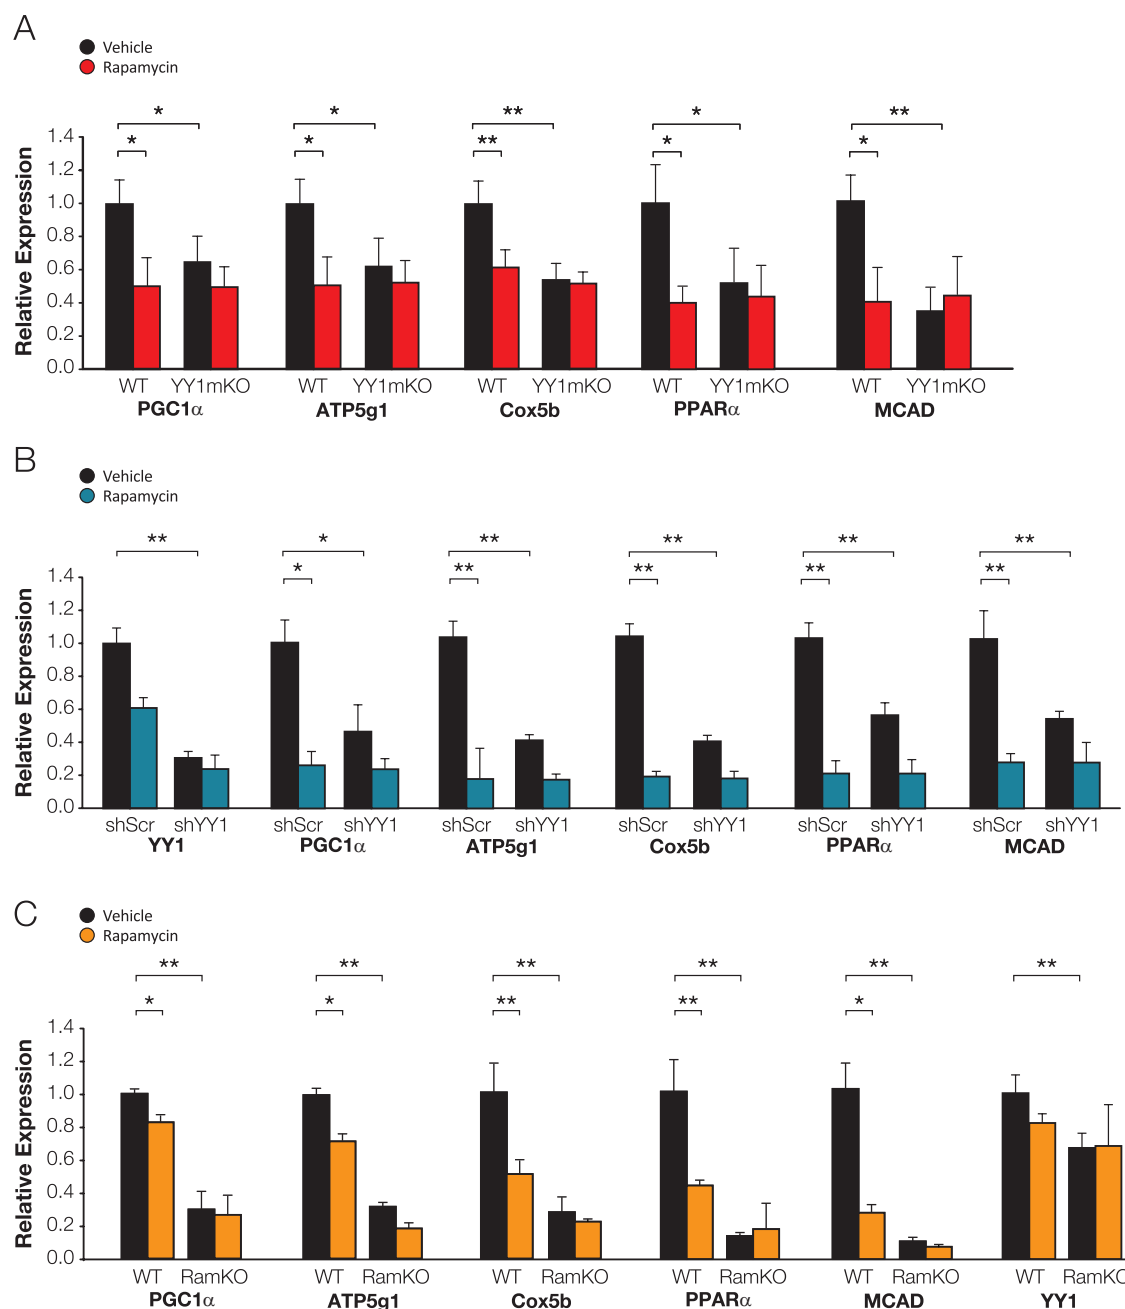 A
Vehicle
Rapamycin
* * ** * **
* * ** * *
Relative Expression
1.4
1.2
1.0
0.8
0.6
0.4
0.2
0.0
WT YY1mKO WT YY1mKO WT YY1mKO WT YY1mKO WT YY1mKO
PGC1α ATP5g1 Cox5b PPARα MCAD
B
Vehicle
Rapamycin
** * ** ** ** **
* ** ** ** **
Relative Expression
1.4
1.2
1.0
0.8
0.6
0.4
0.2
0.0
shScr shYY1 shScr shYY1 shScr shYY1 shScr shYY1 shScr shYY1 shScr shYY1
YY1 PGC1α ATP5g1 Cox5b PPARα MCAD
C
Vehicle
Rapamycin
** ** ** ** ** **
* * ** ** *
Relative Expression
1.4
1.2
1.0
0.8
0.6
0.4
0.2
0.0
WT RamKO WT RamKO WT RamKO WT RamKO WT RamKO WT RamKO
PGC1α ATP5g1 Cox5b PPARα MCAD YY1